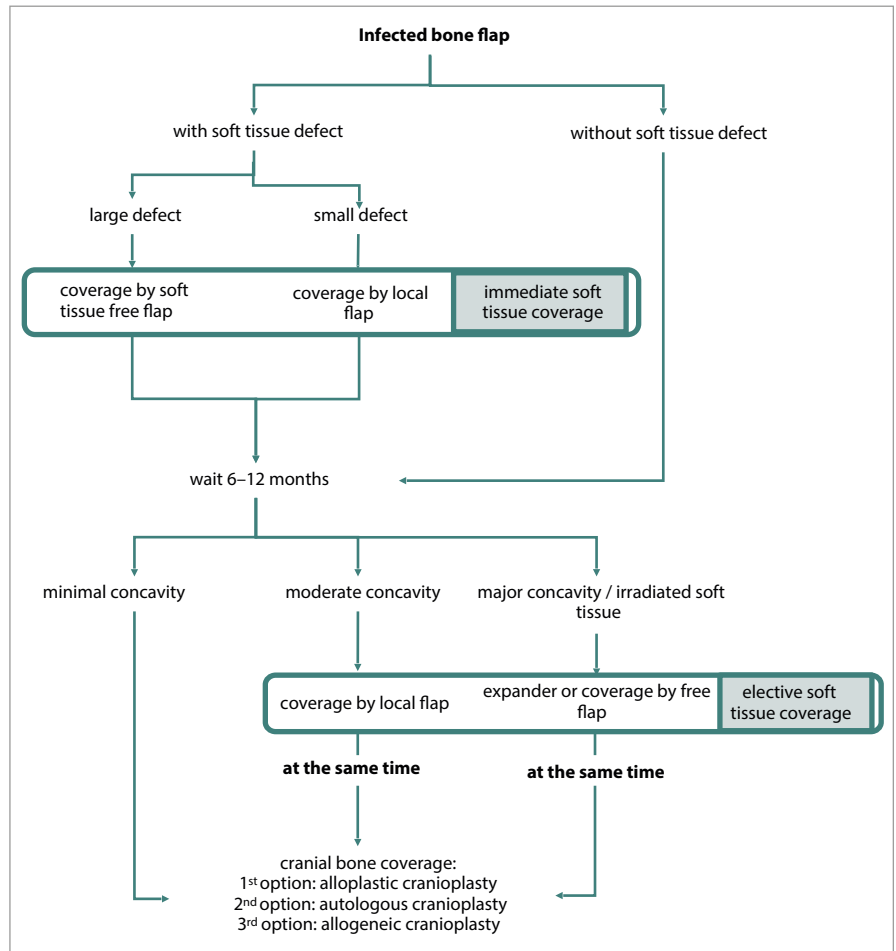 Infected bone flap
with soft tissue defect
without soft tissue defect
large defect
small defect
coverage by soft
tissue free flap
coverage by local
flap
immediate soft
tissue coverage
wait 6–12 months
minimal concavity
moderate concavity
major concavity / irradiated soft
tissue
coverage by local flap
expander or coverage by free
flap
elective soft
tissue coverage
at the same time
at the same time
cranial bone coverage:
1st option: alloplastic cranioplasty
2nd option: autologous cranioplasty
3rd option: allogeneic cranioplasty